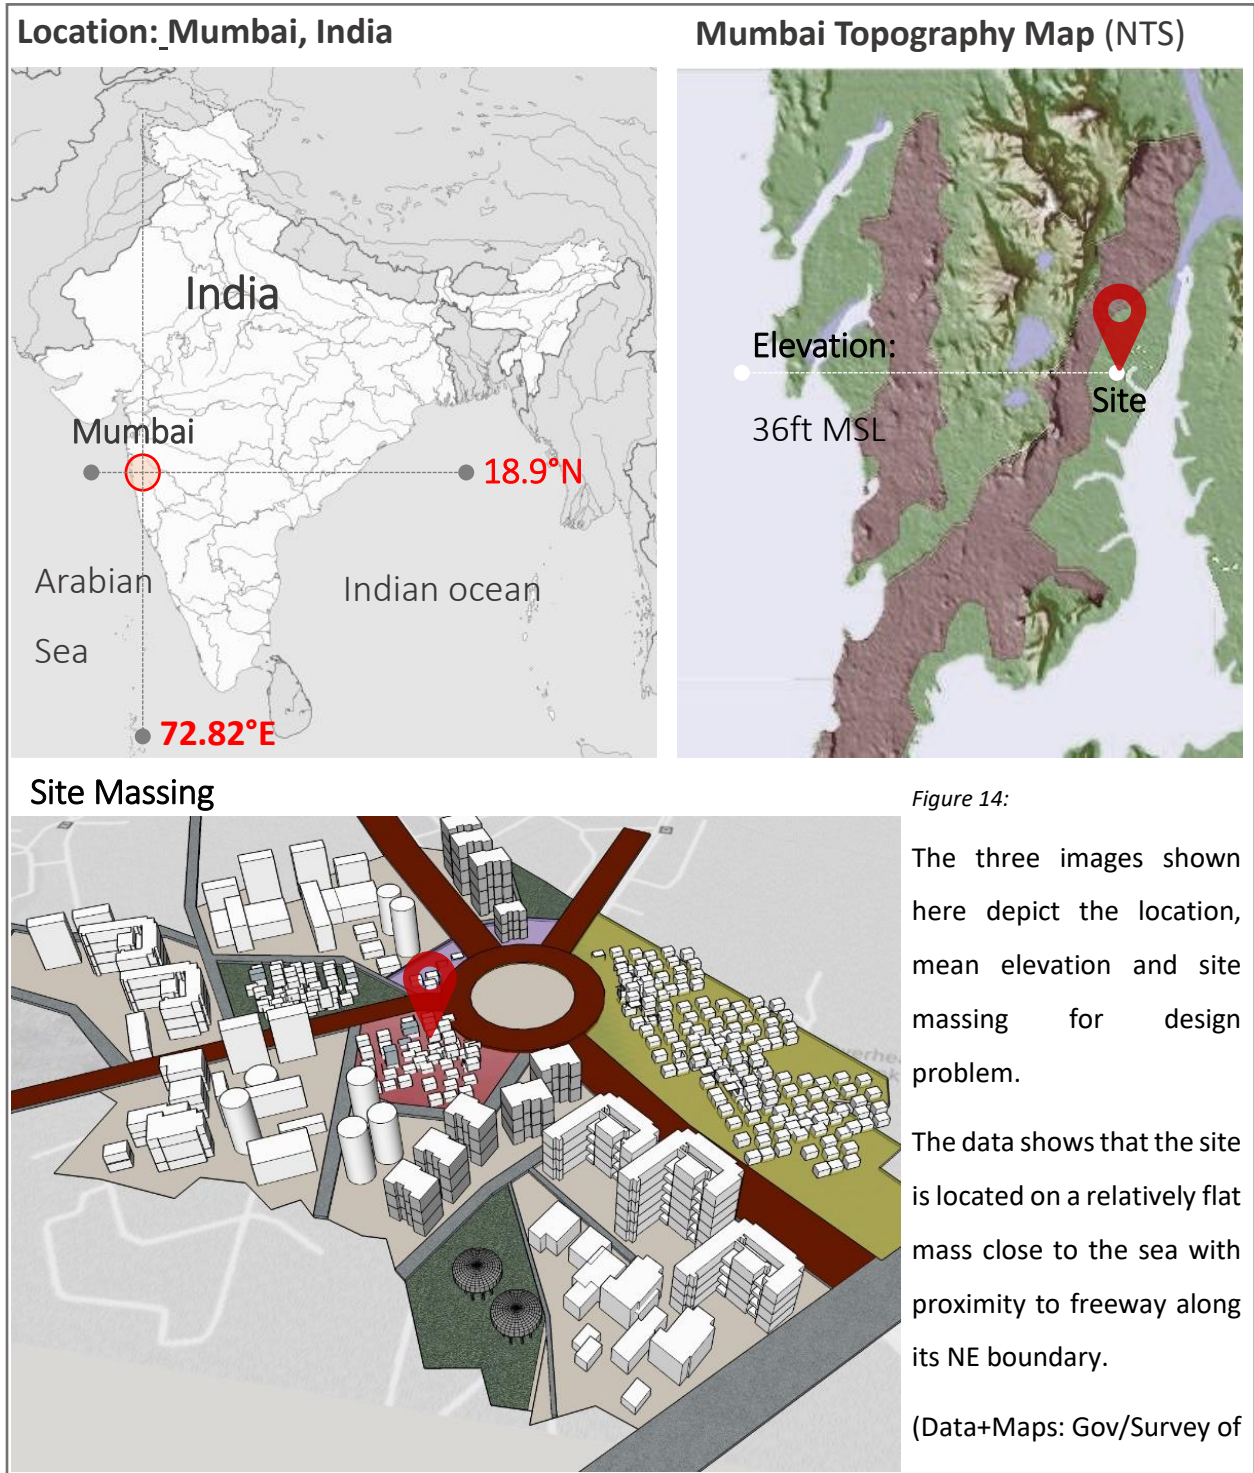 Location: Mumbai, India
Mumbai Topography Map (NTS)
India
Mumbai
18.9°N
Arabian
Sea
Indian ocean
72.82°E
Elevation:
36ft MSL
Site
Site Massing
Figure 14:
The three images shown
here depict the location,
mean elevation and site
massing for design
problem.
The data shows that the site
is located on a relatively flat
mass close to the sea with
proximity to freeway along
its NE boundary.
(Data+Maps: Gov/Survey of